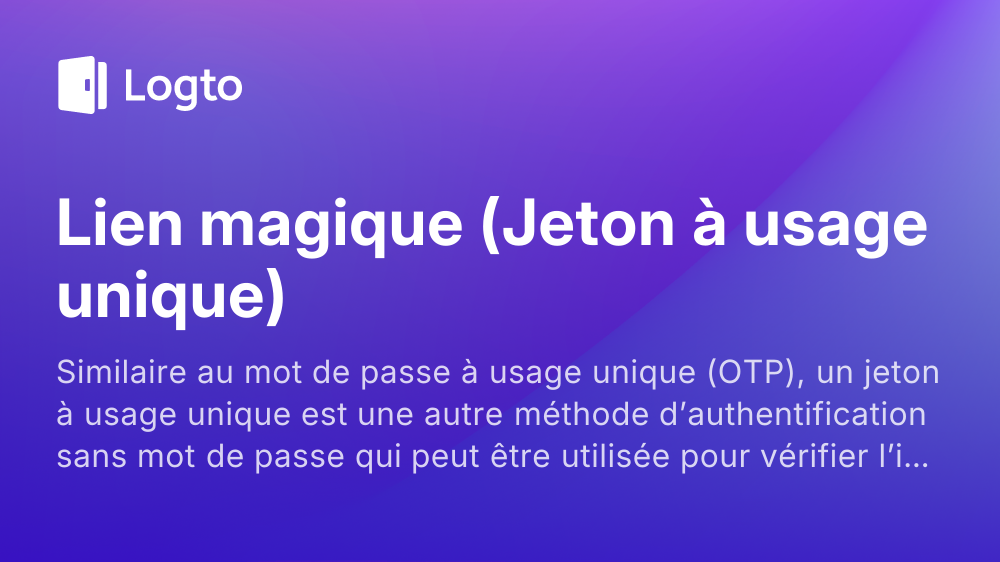 Logto
Lien magique (Jeton à usage
unique)
Similaire au mot de passe à usage unique (OTP), un jeton
à usage unique est une autre méthode d’authentification
sans mot de passe qui peut être utilisée pour vérifier l’i...